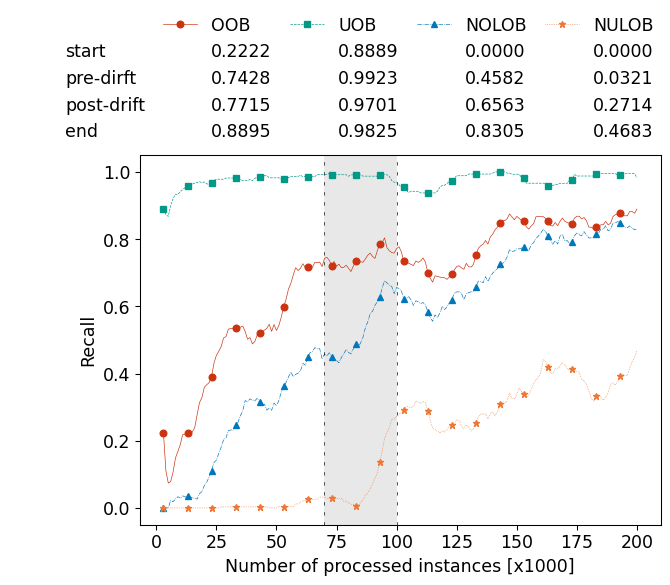 OOB UOB NOLOB NULOB
start 0.2222 0.8889 0.0000 0.0000
pre-dirft 0.7428 0.9923 0.4582 0.0321
post-drift 0.7715 0.9701 0.6563 0.2714
end 0.8895 0.9825 0.8305 0.4683
1.0
0.8
0.6
0.4
0.2
0.0
Recall
0 25 50 75 100 125 150 175 200
Number of processed instances [x1000]